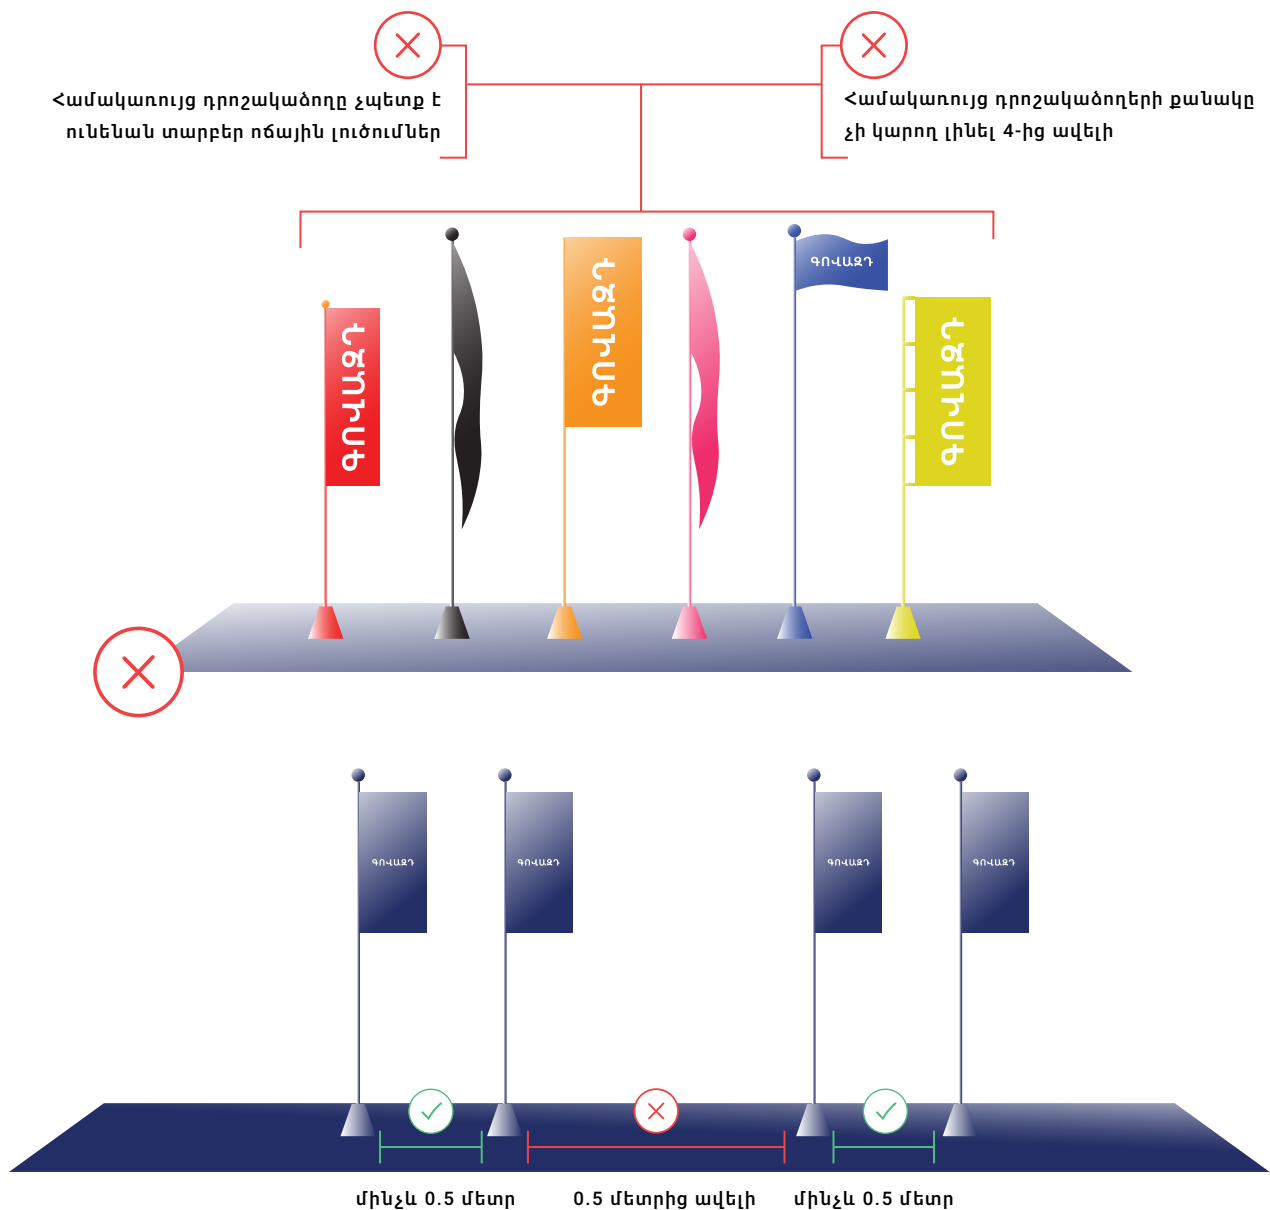 Համակառույց դրոշակաձողը չպետք է
ունենան տարբեր ոճային լուծումներ
Համակառույց դրոշակաձողերի քանակը
չի կարող լինել 4-ից ավելի
ԳՈՎԱԶԴ
ԳՈՎԱԶԴ
ԳՈՎԱԶԴ
ԳՈՎԱԶԴ
ԳՈՎԱԶԴ
ԳՈՎԱԶԴ
ԳՈՎԱԶԴ
ԳՈՎԱԶԴ
մինչև 0.5 մետր
0.5 մետրից ավելի
մինչև 0.5 մետր